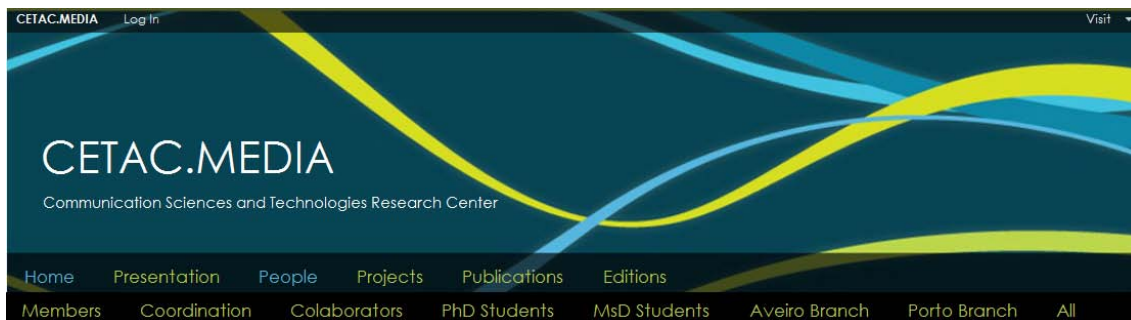 CETAC.MEDIA Log In Visit
CETAC.MEDIA
Communication Sciences and Technologies Research Center
Home Presentation People Projects Publications Editions
Members Coordination Colaborators PhD Students MsD Students Aveiro Branch Porto Branch All